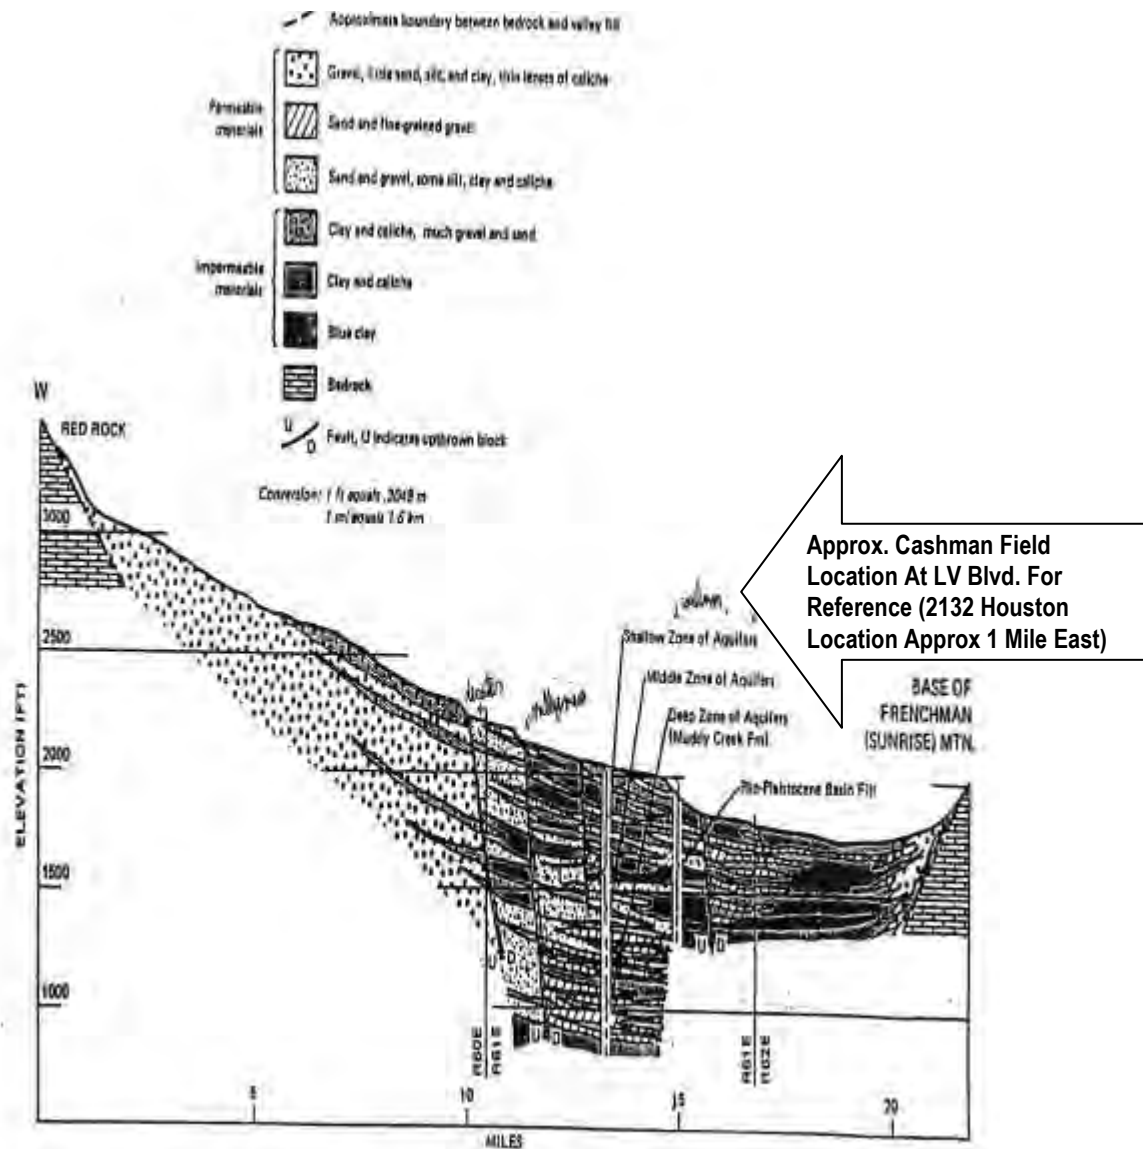 Approximate boundary between bedrock and valley fill
Gravel, little sand, silt, and clay, thin lenses of caliche
Permeable
materials
Sand and fine-grained gravel
Sand and gravel, some silt, clay and caliche
Clay and caliche, much gravel and sand
Impermeable
materials
Clay and caliche
Blue clay
Bedrock
U
D
Fault, U indicates upthrown block
Conversion: 1 ft equals .3048 m
1 mi equals 1.6 km
W
RED ROCK
Approx. Cashman Field
Location At LV Blvd. For
Reference (2132 Houston
Location Approx 1 Mile East)
Shallow Zone of Aquifers
Middle Zone of Aquifers
Deep Zone of Aquifers
(Muddy Creek Fm).
Plio-Pleistocene Basin Fill
BASE OF
FRENCHMAN
(SUNRISE) MTN.
ELEVATION (FT)
3000
2500
2000
1500
1000
U D
U D
U D
R60E
R61E
R61E
R62E
5
10
15
20
MILES